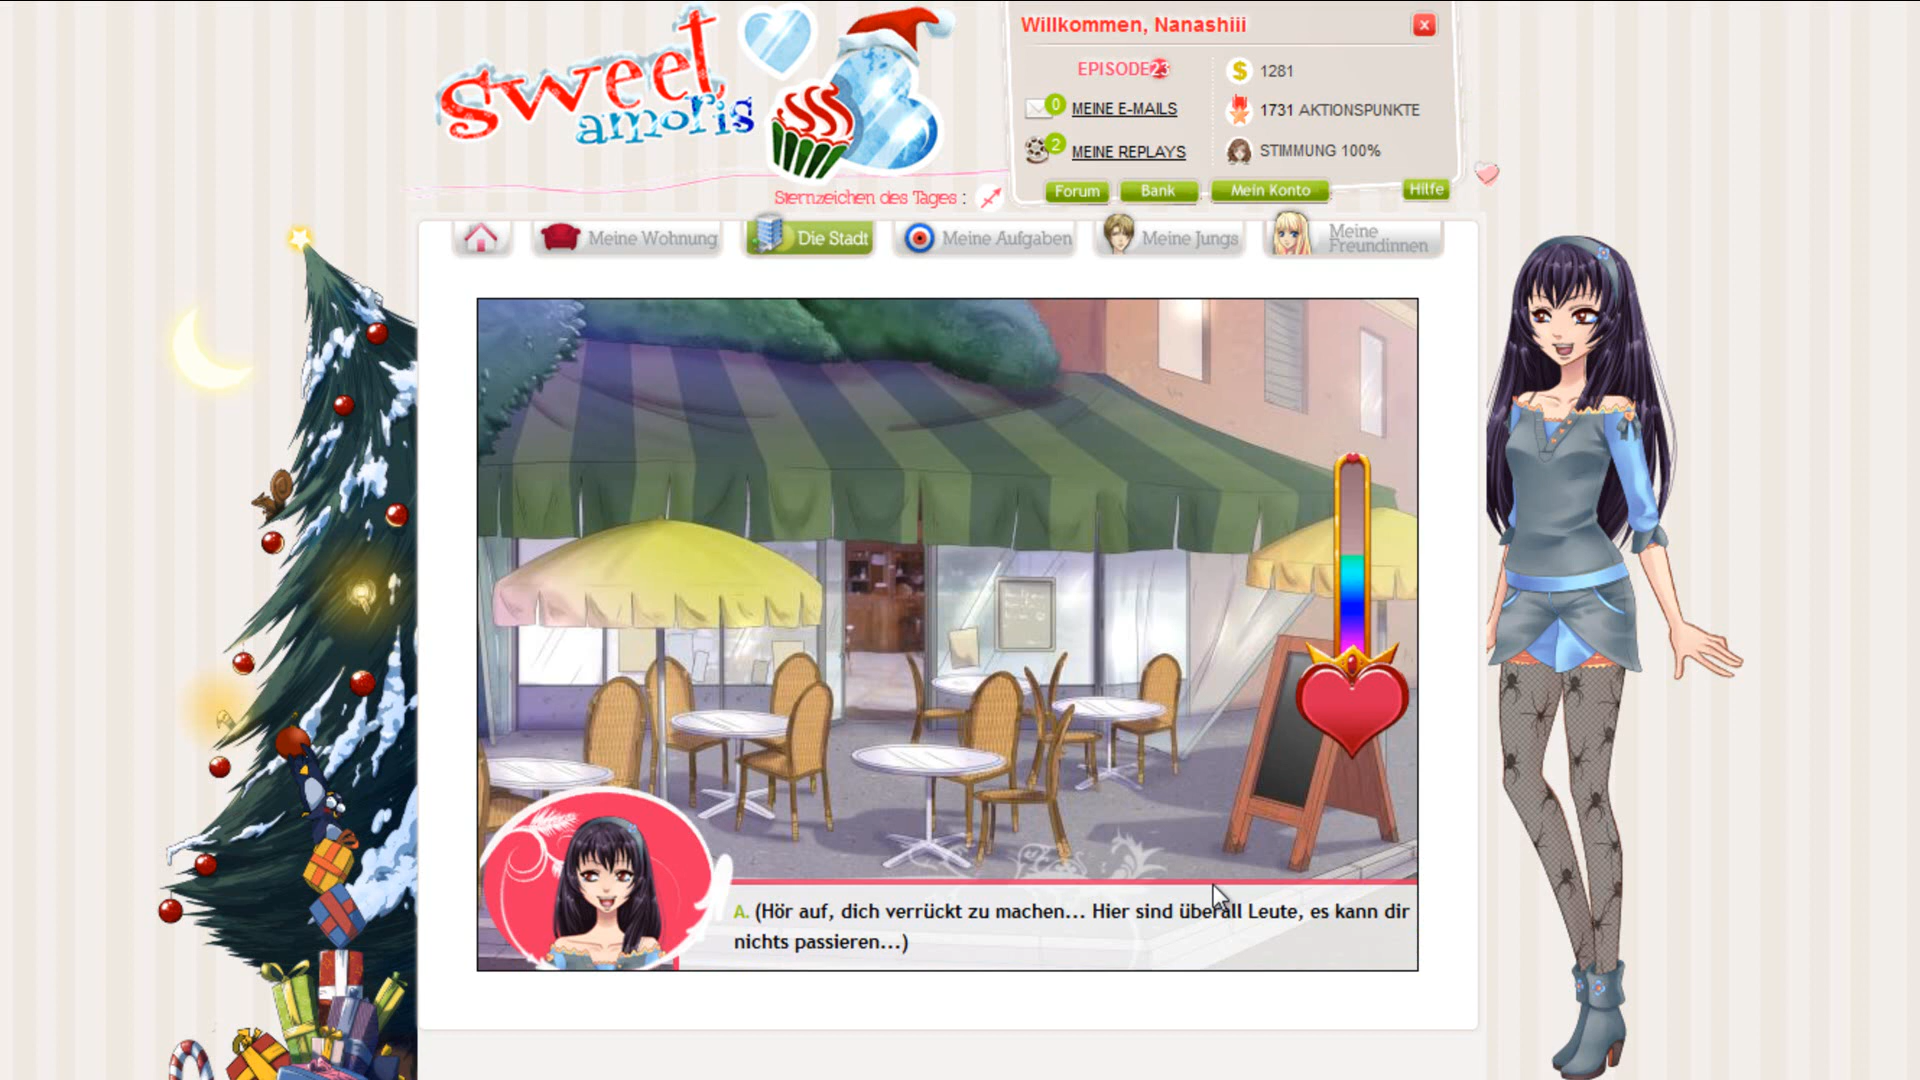 sweet
amoris
Willkommen, Nanashiii
x
EPISODE 23
$ 1281
0 MEINE E-MAILS
1731 AKTIONSPUNKTE
2 MEINE REPLAYS
STIMMUNG 100%
Forum
Bank
Mein Konto
Hilfe
Sternzeichen des Tages :
Meine Wohnung
Die Stadt
Meine Aufgaben
Meine Jungs
Meine
Freundinnen
A. (Hör auf, dich verrückt zu machen... Hier sind überall Leute, es kann dir
nichts passieren...)